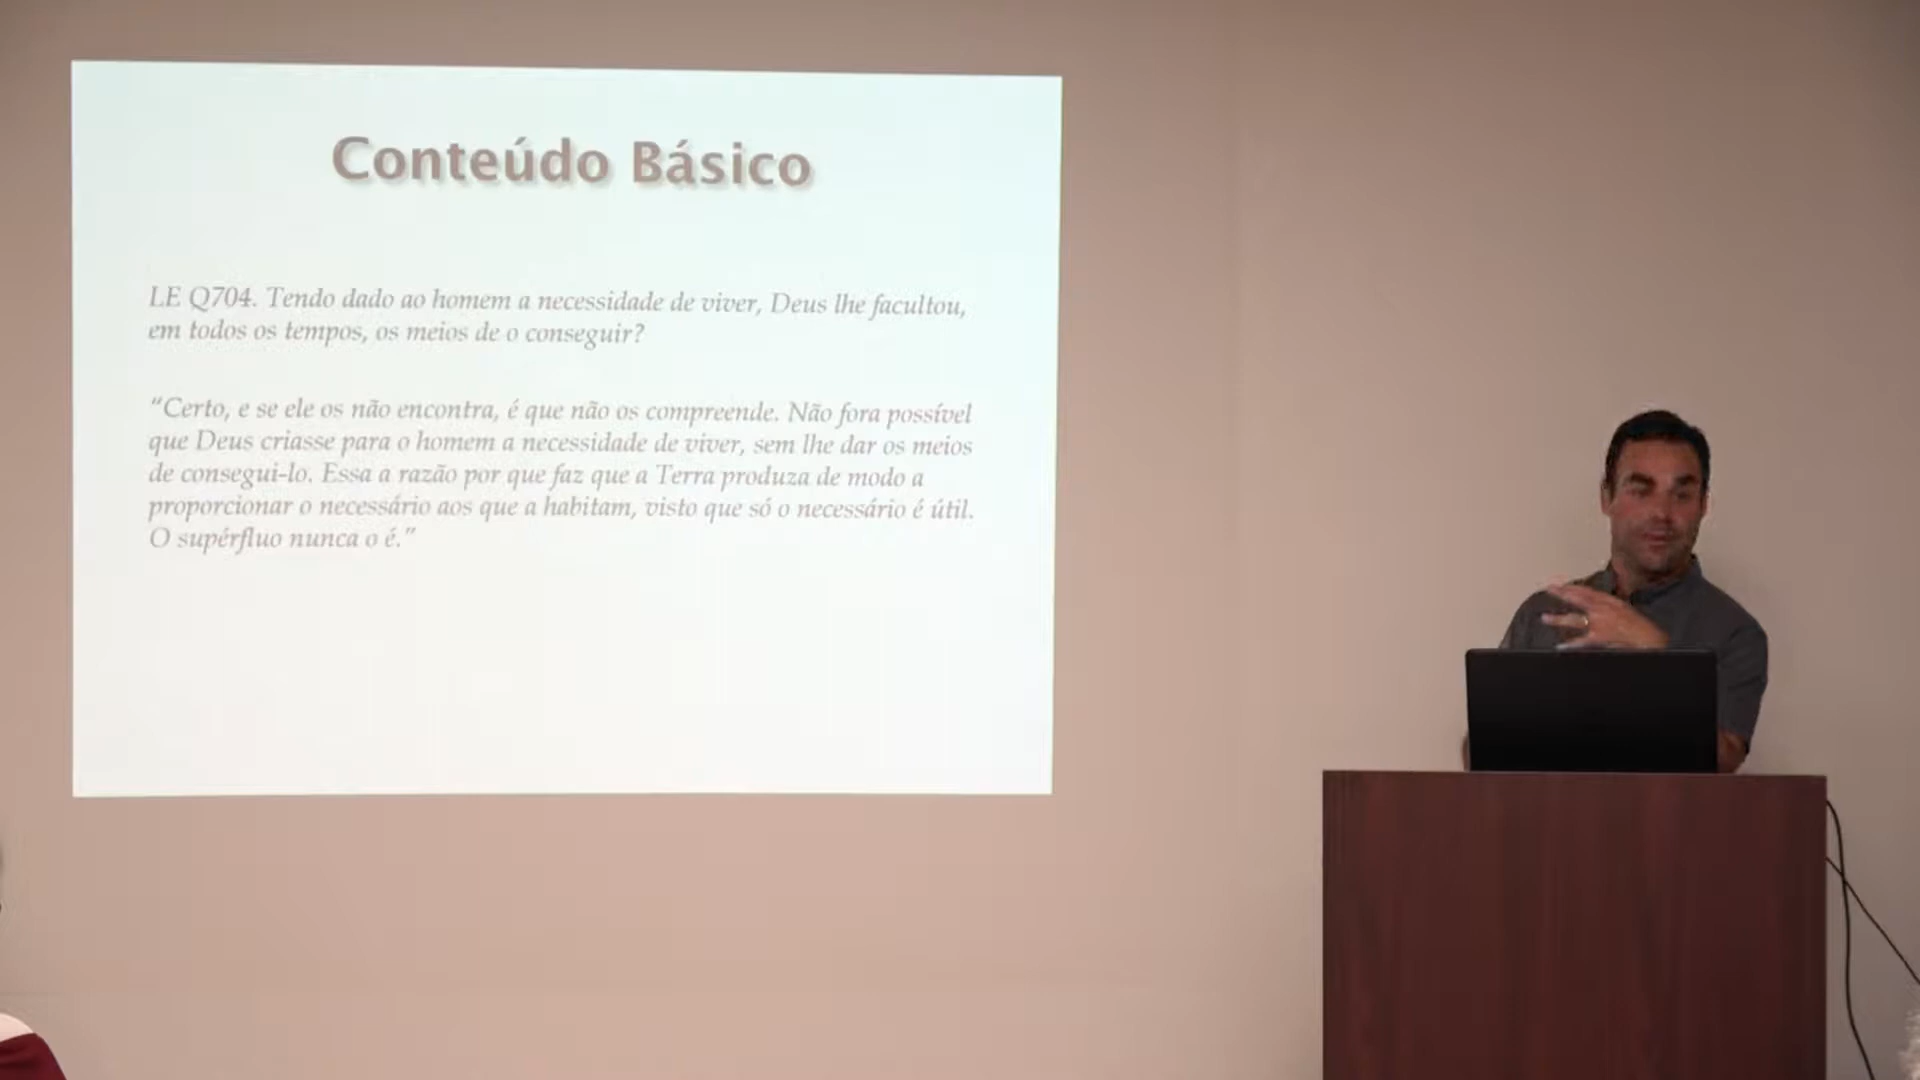 Conteúdo Básico
LE Q704. Tendo dado ao homem a necessidade de viver, Deus lhe facultou,
em todos os tempos, os meios de o conseguir?
“Certo, e se ele os não encontra, é que não os compreende. Não fora possível
que Deus criasse para o homem a necessidade de viver, sem lhe dar os meios
de consegui-lo. Essa a razão por que faz que a Terra produza de modo a
proporcionar o necessário aos que a habitam, visto que só o necessário é útil.
O supérfluo nunca o é.”